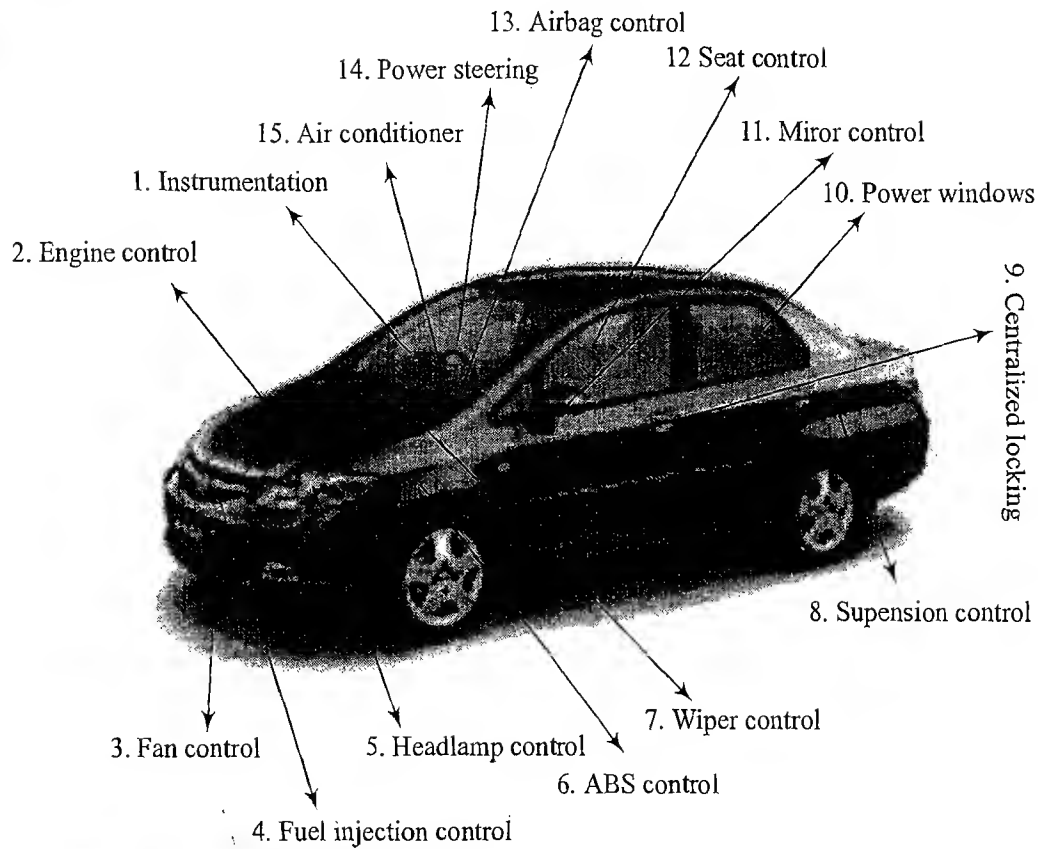 13. Airbag control
14. Power steering
12 Seat control
15. Air conditioner
11. Miror control
1. Instrumentation
10. Power windows
2. Engine control
9. Centralized locking
8. Supension control
7. Wiper control
3. Fan control
5. Headlamp control
6. ABS control
4. Fuel injection control